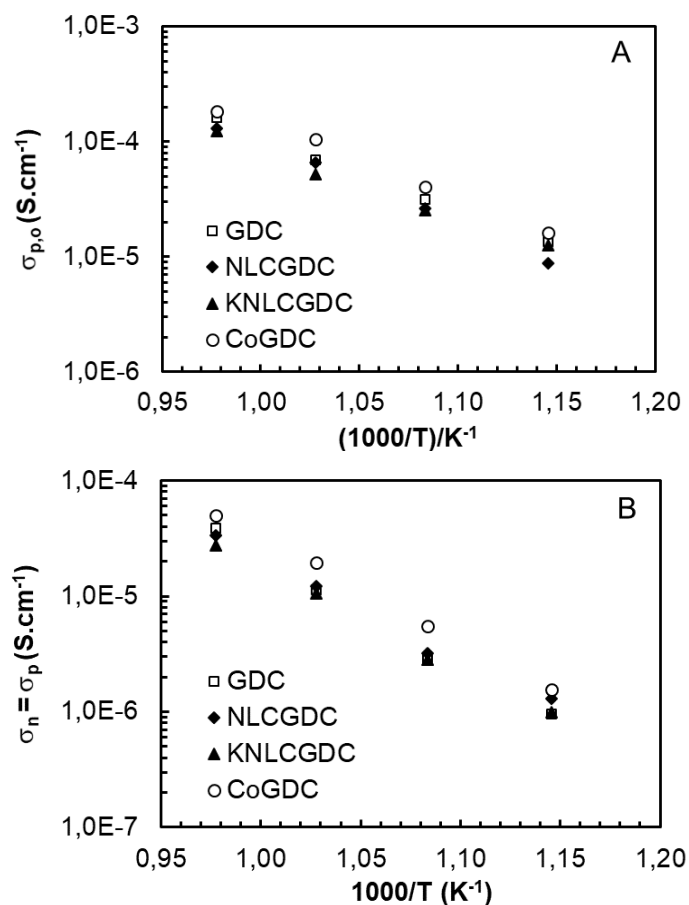 A
1,0E-3
1,0E-4
1,0E-5
1,0E-6
σp,o (S.cm-1)
GDC
NLCGDC
KNLCGDC
CoGDC
0,95 1,00 1,05 1,10 1,15 1,20
(1000/T)/K-1
B
1,0E-4
1,0E-5
1,0E-6
1,0E-7
σn = σp (S.cm-1)
GDC
NLCGDC
KNLCGDC
CoGDC
0,95 1,00 1,05 1,10 1,15 1,20
1000/T (K-1)